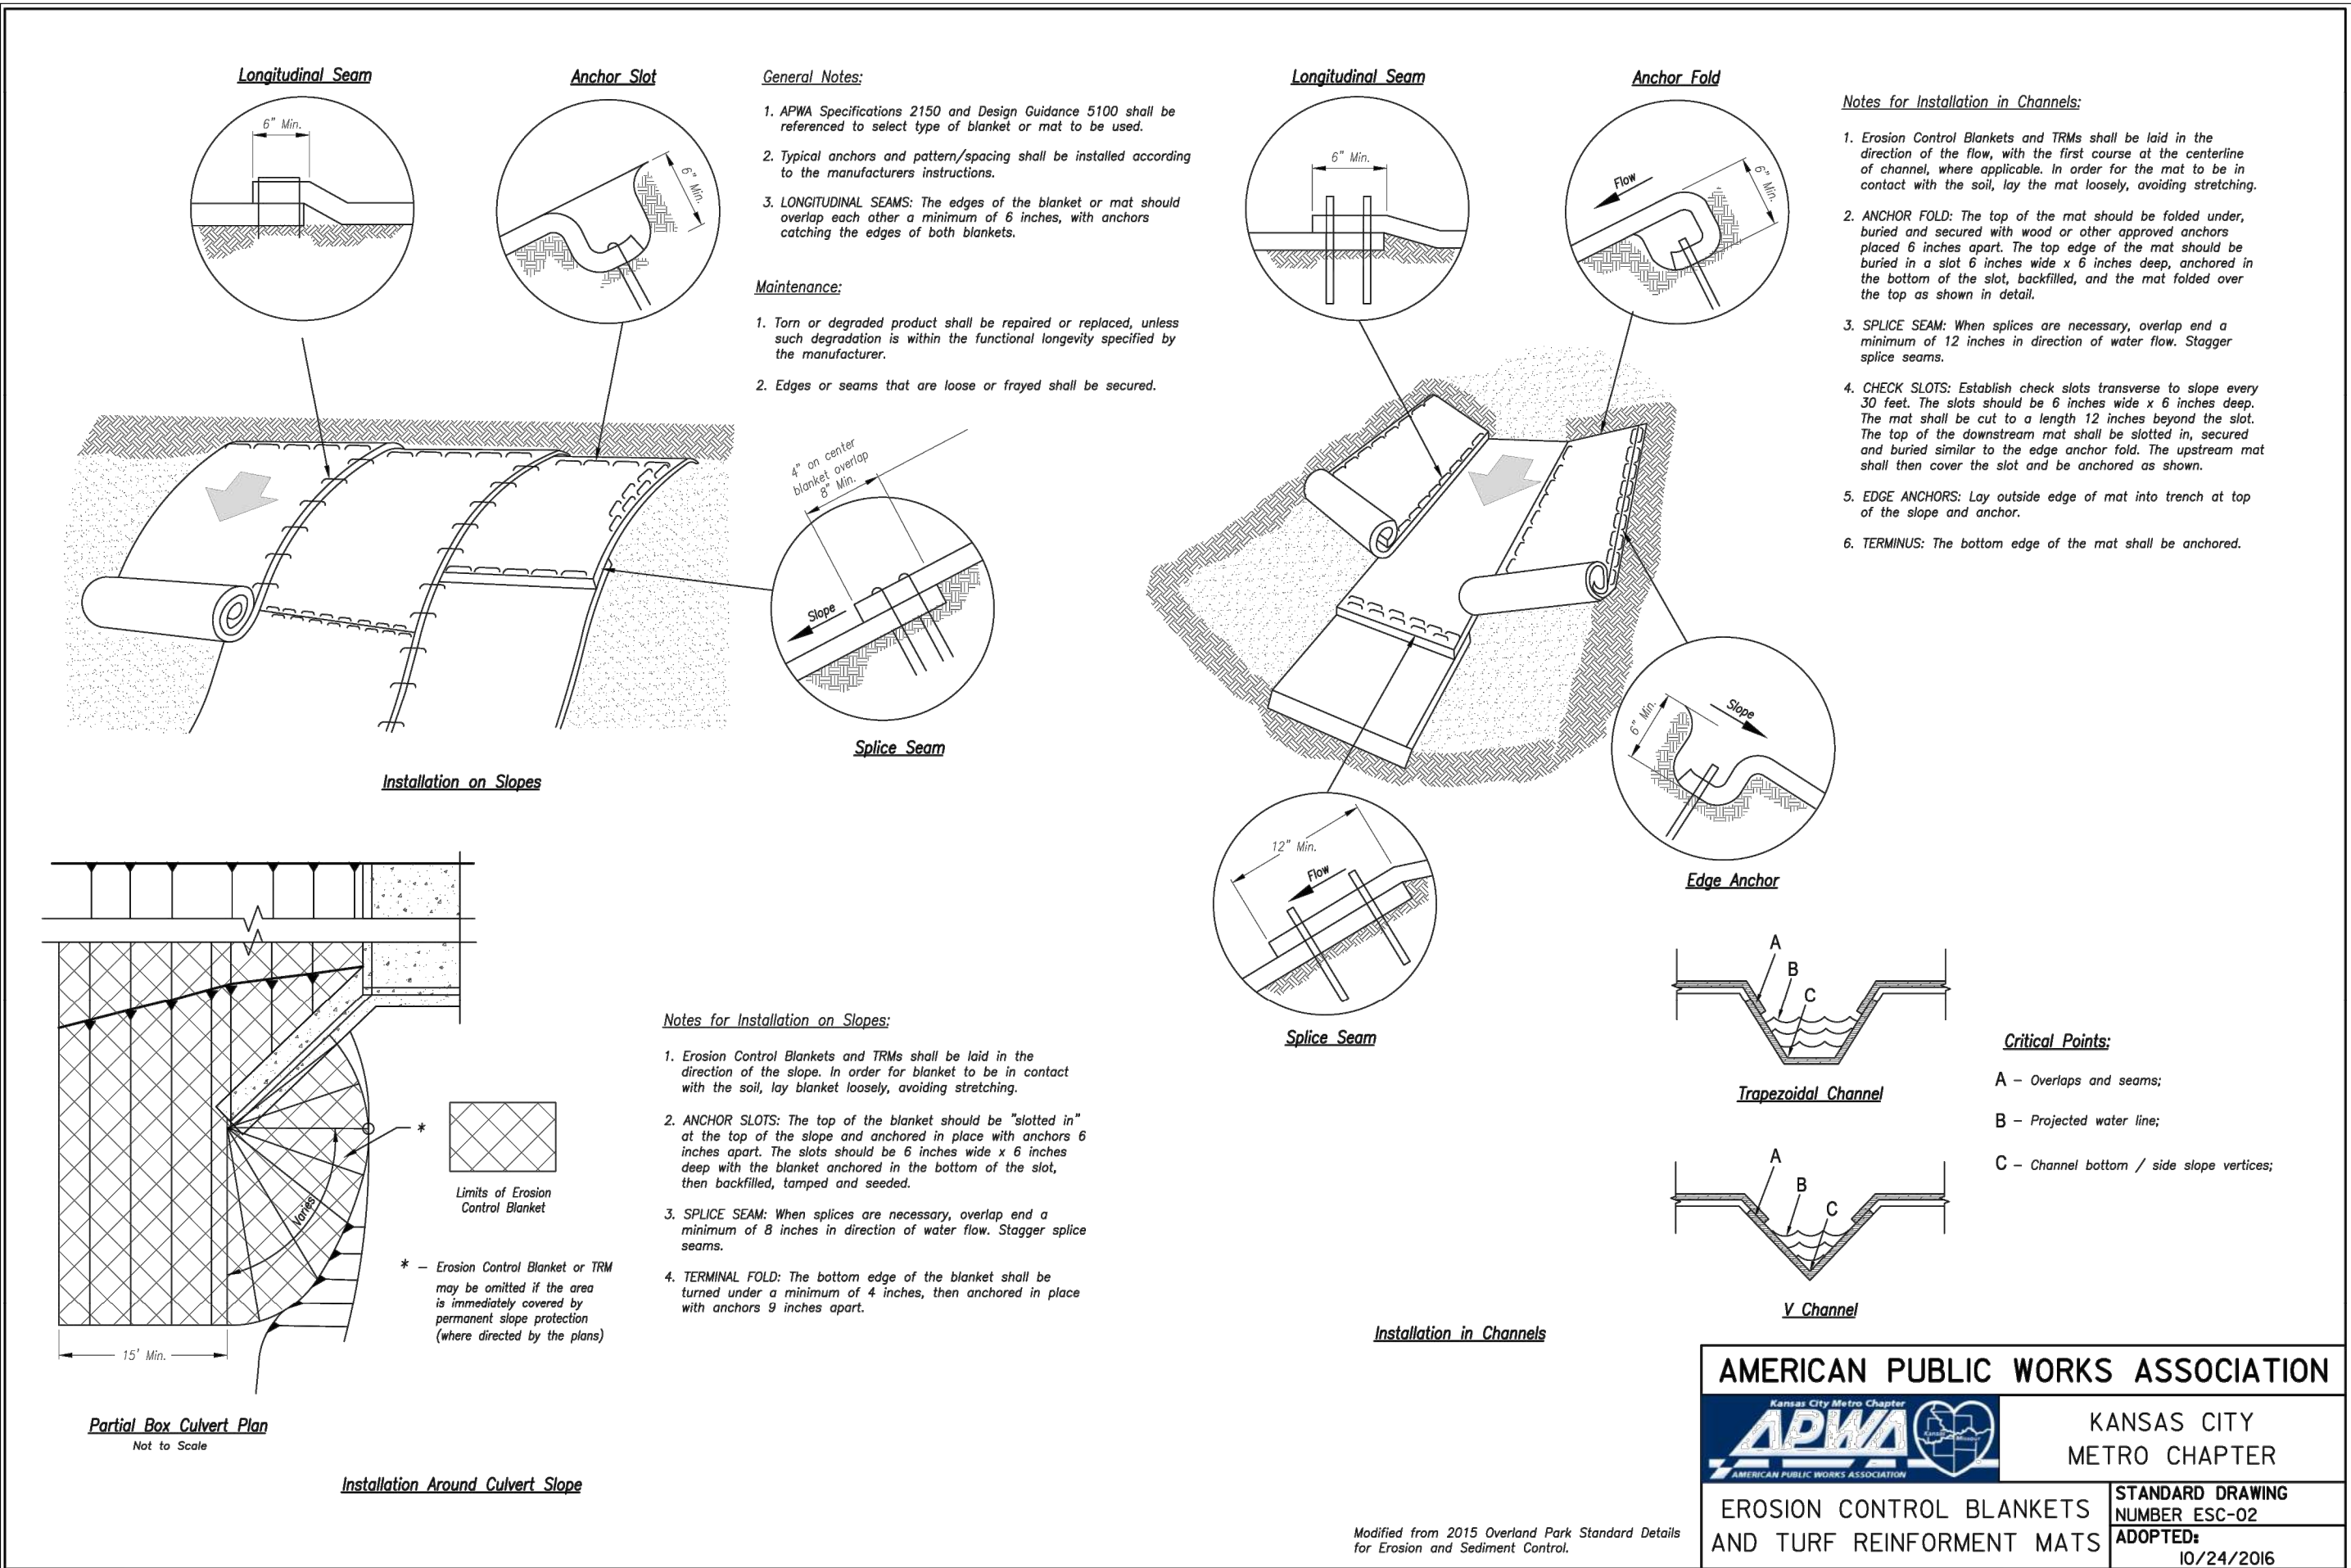 Longitudinal Seam
6" Min.
Anchor Slot
6" Min.
General Notes:
1. APWA Specifications 2150 and Design Guidance 5100 shall be
referenced to select type of blanket or mat to be used.
2. Typical anchors and pattern/spacing shall be installed according
to the manufacturers instructions.
3. LONGITUDINAL SEAMS: The edges of the blanket or mat should
overlap each other a minimum of 6 inches, with anchors
catching the edges of both blankets.
Maintenance:
1. Torn or degraded product shall be repaired or replaced, unless
such degradation is within the functional longevity specified by
the manufacturer.
2. Edges or seams that are loose or frayed shall be secured.
4" on center
blanket overlap
8" Min.
Slope
Splice Seam
Installation on Slopes
Longitudinal Seam
6" Min.
Anchor Fold
Flow
6" Min.
Notes for Installation in Channels:
1. Erosion Control Blankets and TRMs shall be laid in the
direction of the flow, with the first course at the centerline
of channel, where applicable. In order for the mat to be in
contact with the soil, lay the mat loosely, avoiding stretching.
2. ANCHOR FOLD: The top of the mat should be folded under,
buried and secured with wood or other approved anchors
placed 6 inches apart. The top edge of the mat should be
buried in a slot 6 inches wide x 6 inches deep, anchored in
the bottom of the slot, backfilled, and the mat folded over
the top as shown in detail.
3. SPLICE SEAM: When splices are necessary, overlap end a
minimum of 12 inches in direction of water flow. Stagger
splice seams.
4. CHECK SLOTS: Establish check slots transverse to slope every
30 feet. The slots should be 6 inches wide x 6 inches deep.
The mat shall be cut to a length 12 inches beyond the slot.
The top of the downstream mat shall be slotted in, secured
and buried similar to the edge anchor fold. The upstream mat
shall then cover the slot and be anchored as shown.
5. EDGE ANCHORS: Lay outside edge of mat into trench at top
of the slope and anchor.
6. TERMINUS: The bottom edge of the mat shall be anchored.
6" Min.
Slope
Edge Anchor
12" Min.
Flow
Splice Seam
A
B
C
Trapezoidal Channel
A
B
C
V Channel
Critical Points:
A – Overlaps and seams;
B – Projected water line;
C – Channel bottom / side slope vertices;
Installation in Channels
*
Varies
15' Min.
Limits of Erosion
Control Blanket
* – Erosion Control Blanket or TRM
may be omitted if the area
is immediately covered by
permanent slope protection
(where directed by the plans)
Partial Box Culvert Plan
Not to Scale
Installation Around Culvert Slope
Notes for Installation on Slopes:
1. Erosion Control Blankets and TRMs shall be laid in the
direction of the slope. In order for blanket to be in contact
with the soil, lay blanket loosely, avoiding stretching.
2. ANCHOR SLOTS: The top of the blanket should be "slotted in"
at the top of the slope and anchored in place with anchors 6
inches apart. The slots should be 6 inches wide x 6 inches
deep with the blanket anchored in the bottom of the slot,
then backfilled, tamped and seeded.
3. SPLICE SEAM: When splices are necessary, overlap end a
minimum of 8 inches in direction of water flow. Stagger splice
seams.
4. TERMINAL FOLD: The bottom edge of the blanket shall be
turned under a minimum of 4 inches, then anchored in place
with anchors 9 inches apart.
Modified from 2015 Overland Park Standard Details
for Erosion and Sediment Control.
AMERICAN PUBLIC WORKS ASSOCIATION
Kansas City Metro Chapter
APWA
Kansas Missouri
AMERICAN PUBLIC WORKS ASSOCIATION
KANSAS CITY
METRO CHAPTER
EROSION CONTROL BLANKETS
AND TURF REINFORMENT MATS
STANDARD DRAWING
NUMBER ESC-02
ADOPTED:
10/24/2016